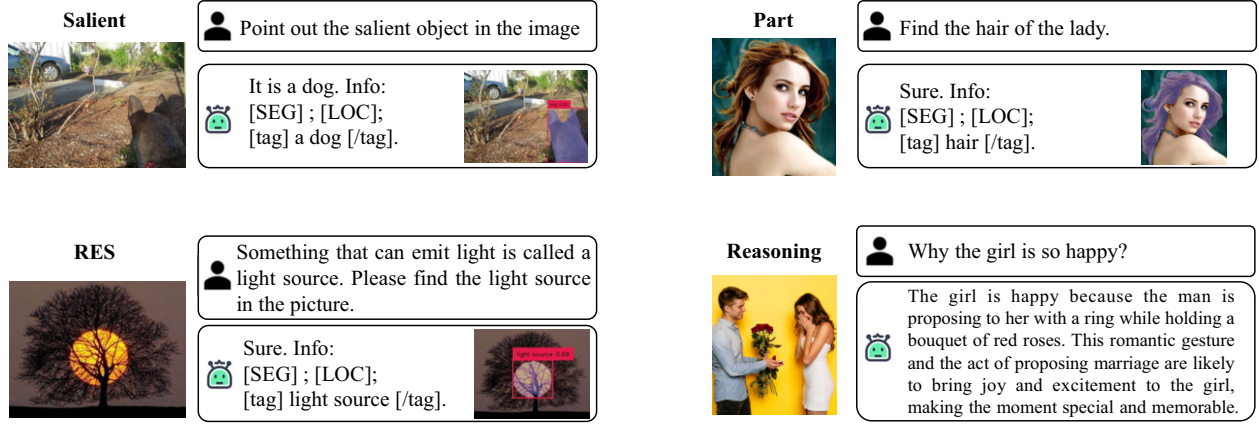 Salient
Point out the salient object in the image
It is a dog. Info:
[SEG] ; [LOC];
[tag] a dog [/tag].
Part
Find the hair of the lady.
Sure. Info:
[SEG] ; [LOC];
[tag] hair [/tag].
RES
Something that can emit light is called a
light source. Please find the light source
in the picture.
Sure. Info:
[SEG] ; [LOC];
[tag] light source [/tag].
light source 0.69
Reasoning
Why the girl is so happy?
The girl is happy because the man is
proposing to her with a ring while holding a
bouquet of red roses. This romantic gesture
and the act of proposing marriage are likely
to bring joy and excitement to the girl,
making the moment special and memorable.